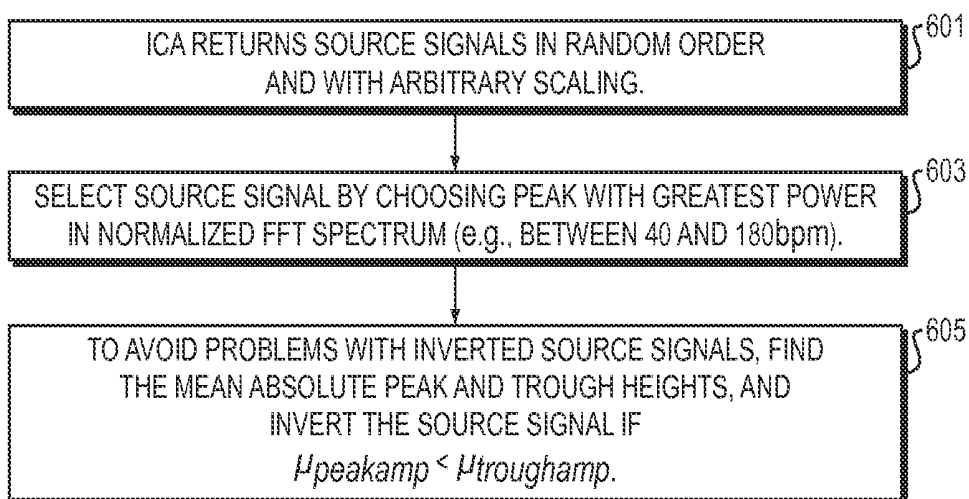 ICA RETURNS SOURCE SIGNALS IN RANDOM ORDER
AND WITH ARBITRARY SCALING.
601
SELECT SOURCE SIGNAL BY CHOOSING PEAK WITH GREATEST POWER
IN NORMALIZED FFT SPECTRUM (e.g., BETWEEN 40 AND 180bpm).
603
TO AVOID PROBLEMS WITH INVERTED SOURCE SIGNALS, FIND
THE MEAN ABSOLUTE PEAK AND TROUGH HEIGHTS, AND
INVERT THE SOURCE SIGNAL IF
μpeakamp < μtroughamp.
605